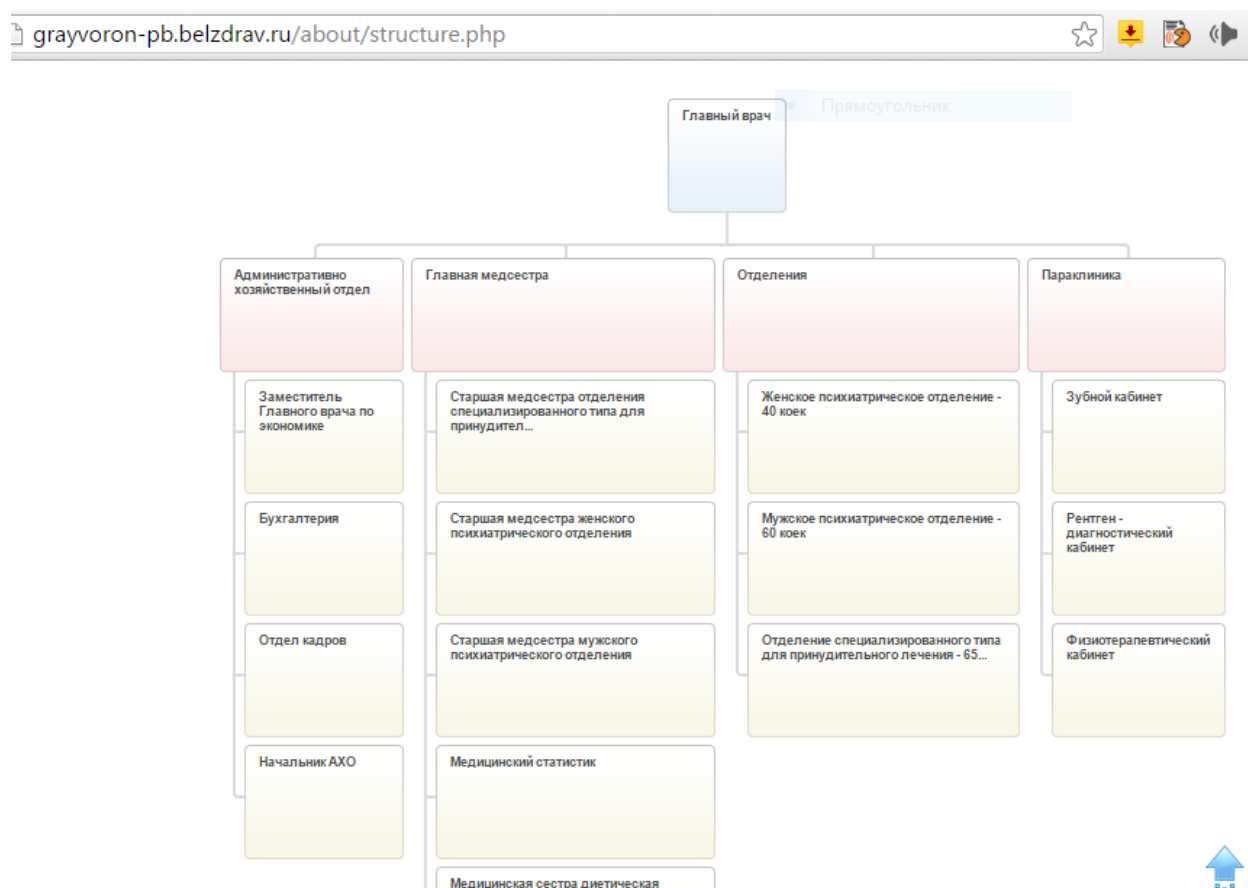 grayvoron-pb.belzdrav.ru/about/structure.php
Прямоугольник
Главный врач
Административно
хозяйственный отдел
Главная медсестра
Отделения
Параклиника
Заместитель
Главного врача по
экономике
Старшая медсестра отделения
специализированного типа для
принудител...
Женское психиатрическое отделение -
40 коек
Зубной кабинет
Бухгалтерия
Старшая медсестра женского
психиатрического отделения
Мужское психиатрическое отделение -
60 коек
Рентген -
диагностический
кабинет
Отдел кадров
Старшая медсестра мужского
психиатрического отделения
Отделение специализированного типа
для принудительного лечения - 65...
Физиотерапевтический
кабинет
Начальник АХО
Медицинский статистик
Медицинская сестра диетическая